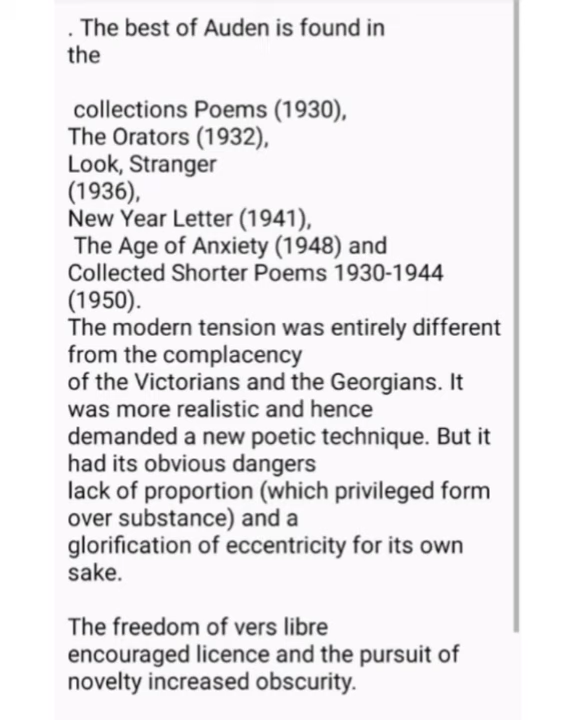 . The best of Auden is found in
the
collections Poems (1930),
The Orators (1932),
Look, Stranger
(1936),
New Year Letter (1941),
The Age of Anxiety (1948) and
Collected Shorter Poems 1930-1944
(1950).
The modern tension was entirely different
from the complacency
of the Victorians and the Georgians. It
was more realistic and hence
demanded a new poetic technique. But it
had its obvious dangers
lack of proportion (which privileged form
over substance) and a
glorification of eccentricity for its own
sake.
The freedom of vers libre
encouraged licence and the pursuit of
novelty increased obscurity.